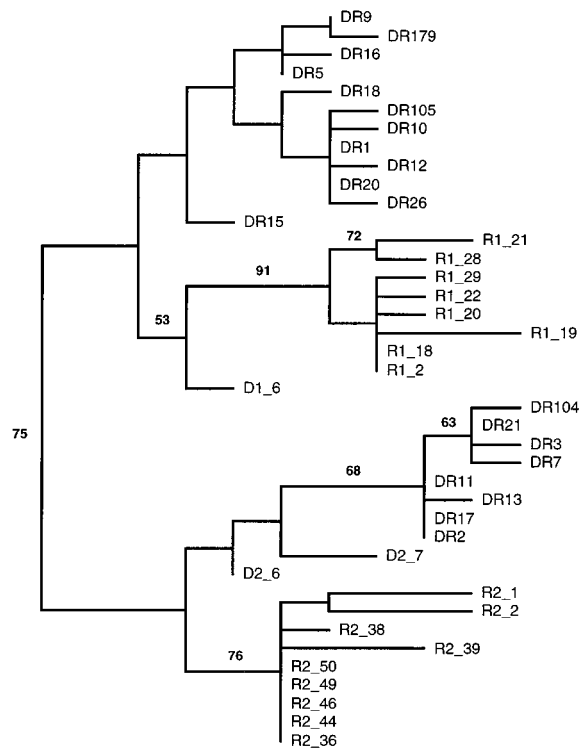 DR9
DR179
DR16
DR5
DR18
DR105
DR10
DR1
DR12
DR20
DR26
DR15
72
R1_21
R1_28
91
R1_29
R1_22
R1_20
53
R1_19
R1_18
R1_2
D1_6
DR104
75
63
DR21
DR3
DR7
68
DR11
DR13
DR17
DR2
D2_7
D2_6
R2_1
R2_2
R2_38
76
R2_39
R2_50
R2_49
R2_46
R2_44
R2_36